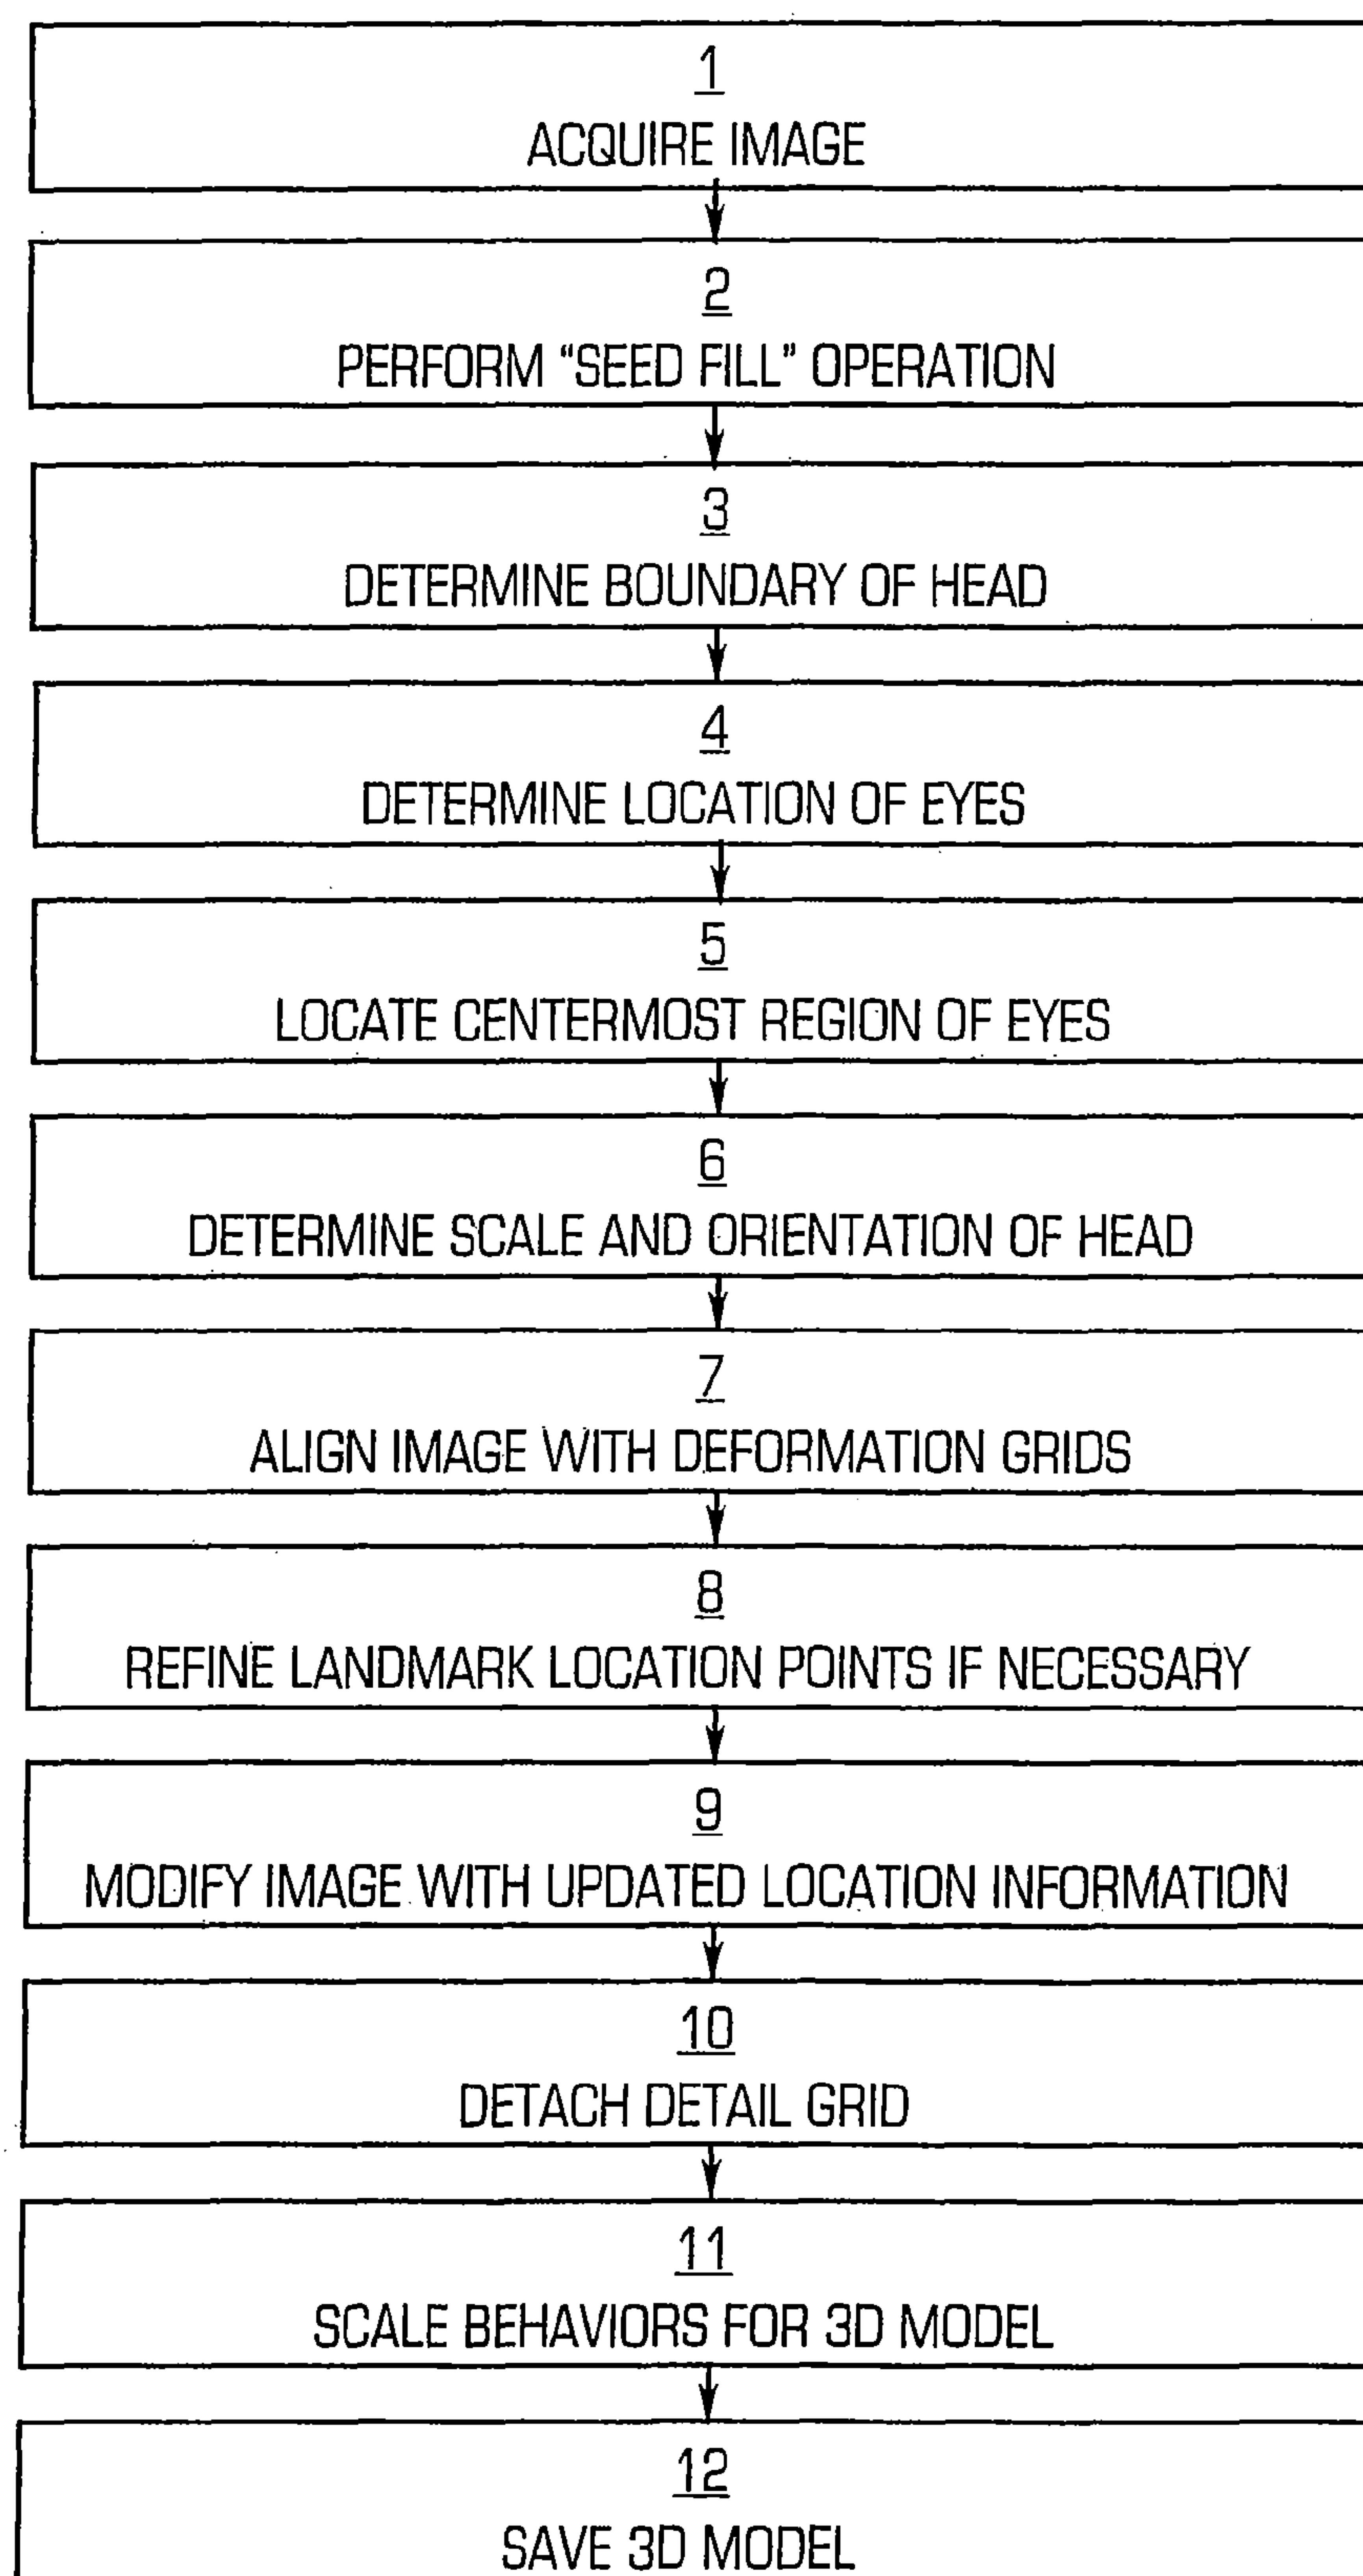 1
ACQUIRE IMAGE
2
PERFORM “SEED FILL” OPERATION
3
DETERMINE BOUNDARY OF HEAD
4
DETERMINE LOCATION OF EYES
5
LOCATE CENTERMOST REGION OF EYES
6
DETERMINE SCALE AND ORIENTATION OF HEAD
7
ALIGN IMAGE WITH DEFORMATION GRIDS
8
REFINE LANDMARK LOCATION POINTS IF NECESSARY
9
MODIFY IMAGE WITH UPDATED LOCATION INFORMATION
10
DETACH DETAIL GRID
11
SCALE BEHAVIORS FOR 3D MODEL
12
SAVE 3D MODEL